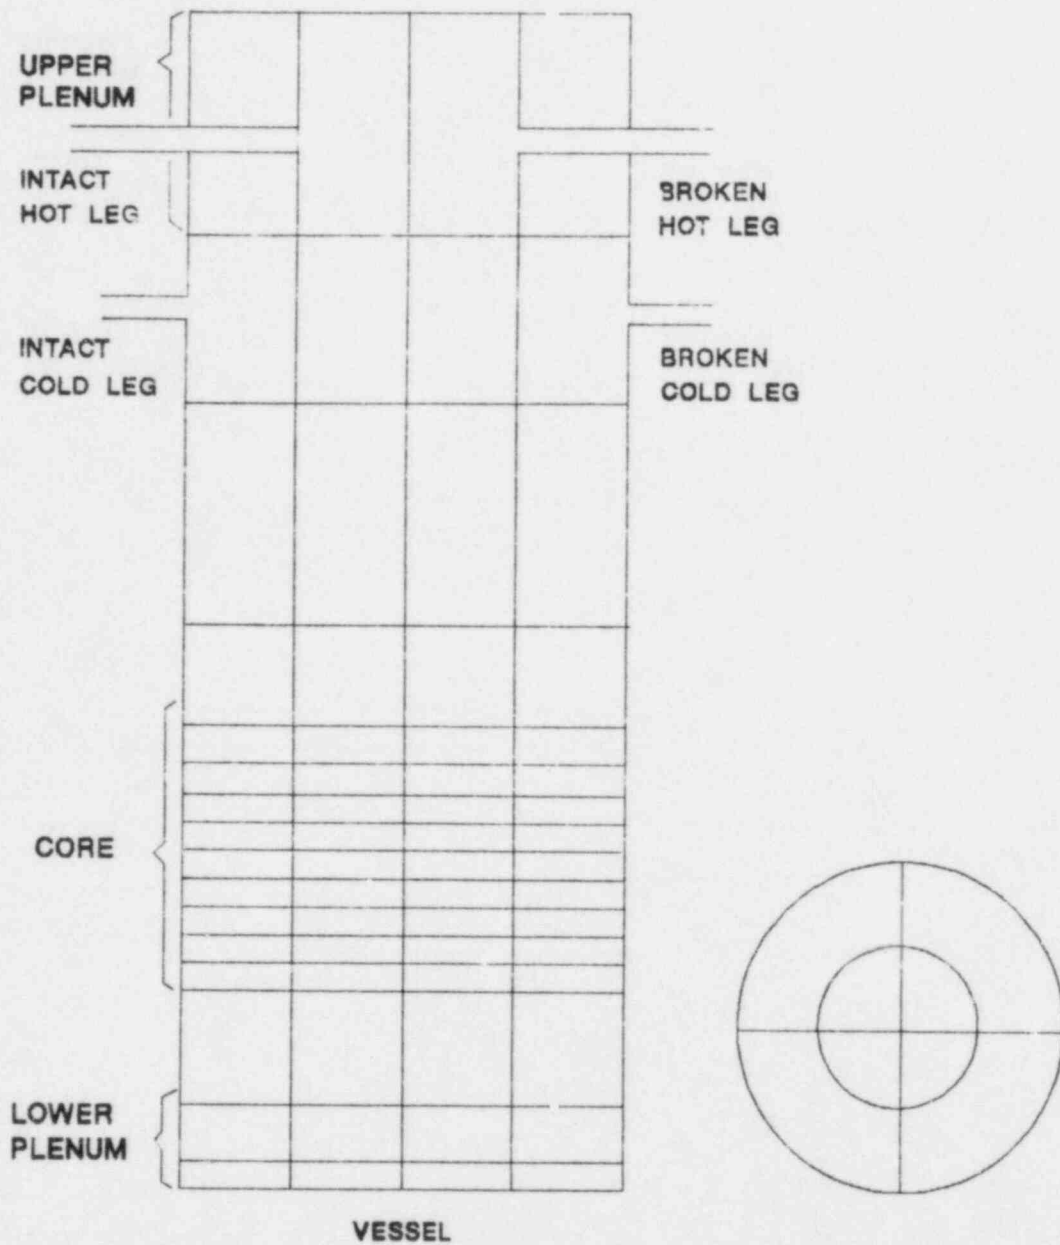 UPPER
PLENUM
INTACT
HOT LEG
BROKEN
HOT LEG
INTACT
COLD LEG
BROKEN
COLD LEG
CORE
LOWER
PLENUM
VESSEL